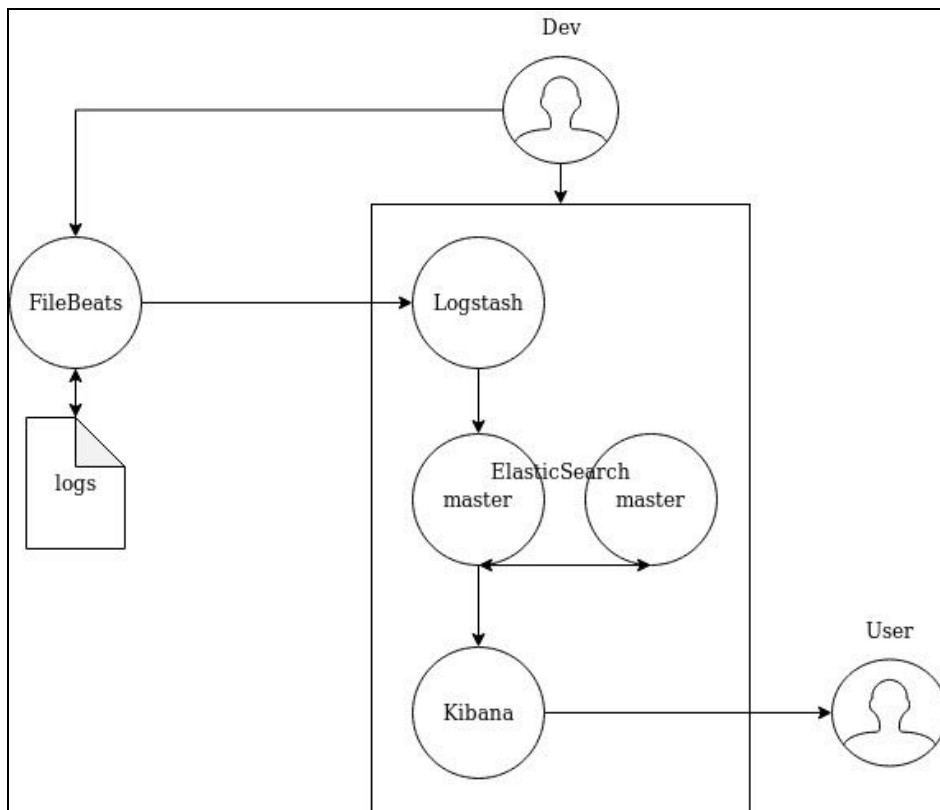 Dev
FileBeats
Logstash
logs
ElasticSearch
master
master
Kibana
User